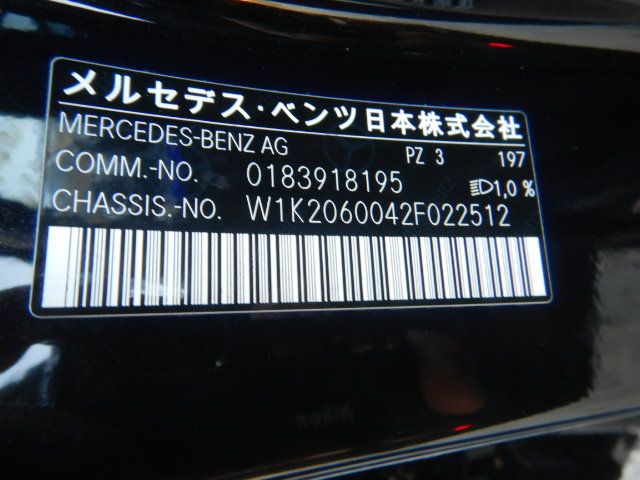 メルセデス・ベンツ日本株式会社
MERCEDES-BENZ AG PZ 3 197
COMM.-NO. 0183918195 1,0 %
CHASSIS.-NO. W1K2060042F022512